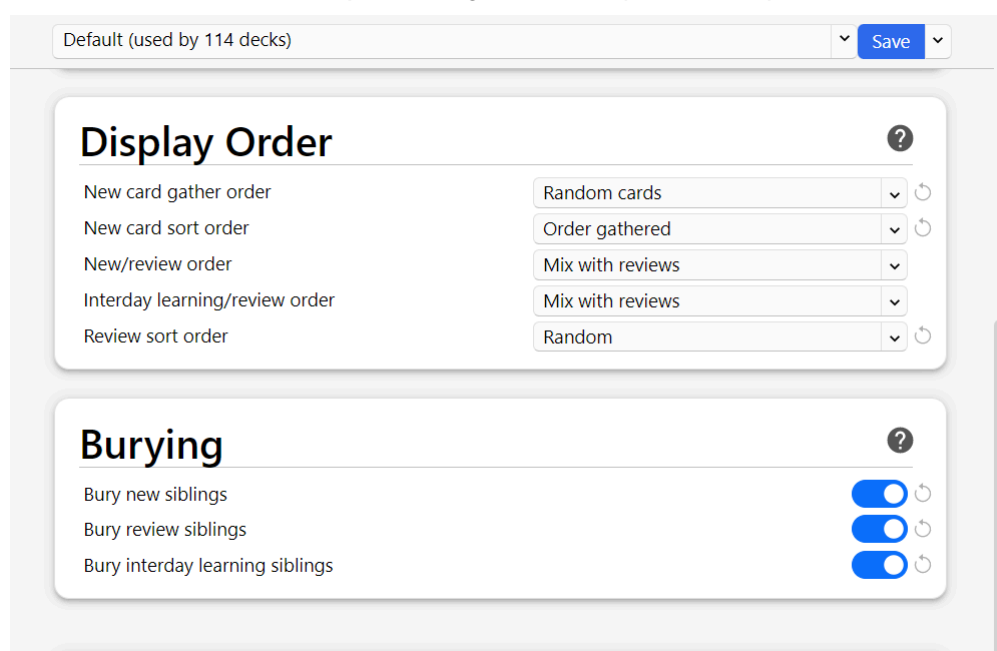 Default (used by 114 decks) Save
Display Order
New card gather order Random cards
New card sort order Order gathered
New/review order Mix with reviews
Interday learning/review order Mix with reviews
Review sort order Random
Burying
Bury new siblings
Bury review siblings
Bury interday learning siblings